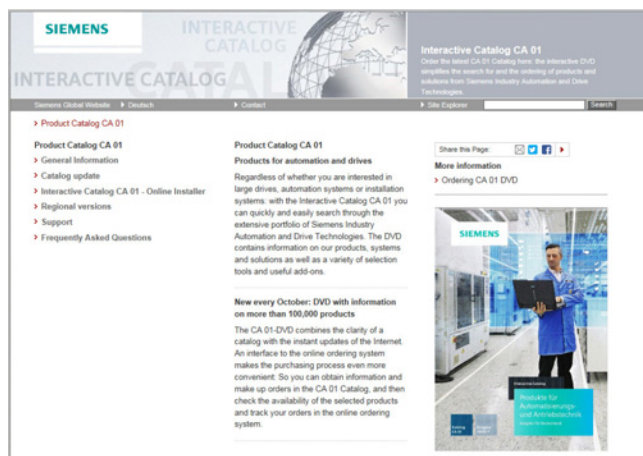 SIEMENS
INTERACTIVE
CATALOG
INTERACTIVE CATALOG
CATAL
Interactive Catalog CA 01
Order the latest CA 01 Catalog here: the interactive DVD
simplifies the search for and the ordering of products and
solutions from Siemens Industry Automation and Drive
Technologies.
Siemens Global Website
Deutsch
Contact
Site Explorer
Search
Product Catalog CA 01
Product Catalog CA 01
General Information
Catalog update
Interactive Catalog CA 01 - Online Installer
Regional versions
Support
Frequently Asked Questions
Product Catalog CA 01
Products for automation and drives
Regardless of whether you are interested in
large drives, automation systems or installation
systems: with the Interactive Catalog CA 01 you
can quickly and easily search through the
extensive portfolio of Siemens Industry
Automation and Drive Technologies. The DVD
contains information on our products, systems
and solutions as well as a variety of selection
tools and useful add-ons.
New every October: DVD with information
on more than 100,000 products
The CA 01-DVD combines the clarity of a
catalog with the instant updates of the Internet.
An interface to the online ordering system
makes the purchasing process even more
convenient: So you can obtain information and
make up orders in the CA 01 Catalog, and then
check the availability of the selected products
and track your orders in the online ordering
system.
Share this Page:
More information
Ordering CA 01 DVD
SIEMENS
Interactive Catalog
Produkte für
Automatisierungs-
und Antriebstechnik